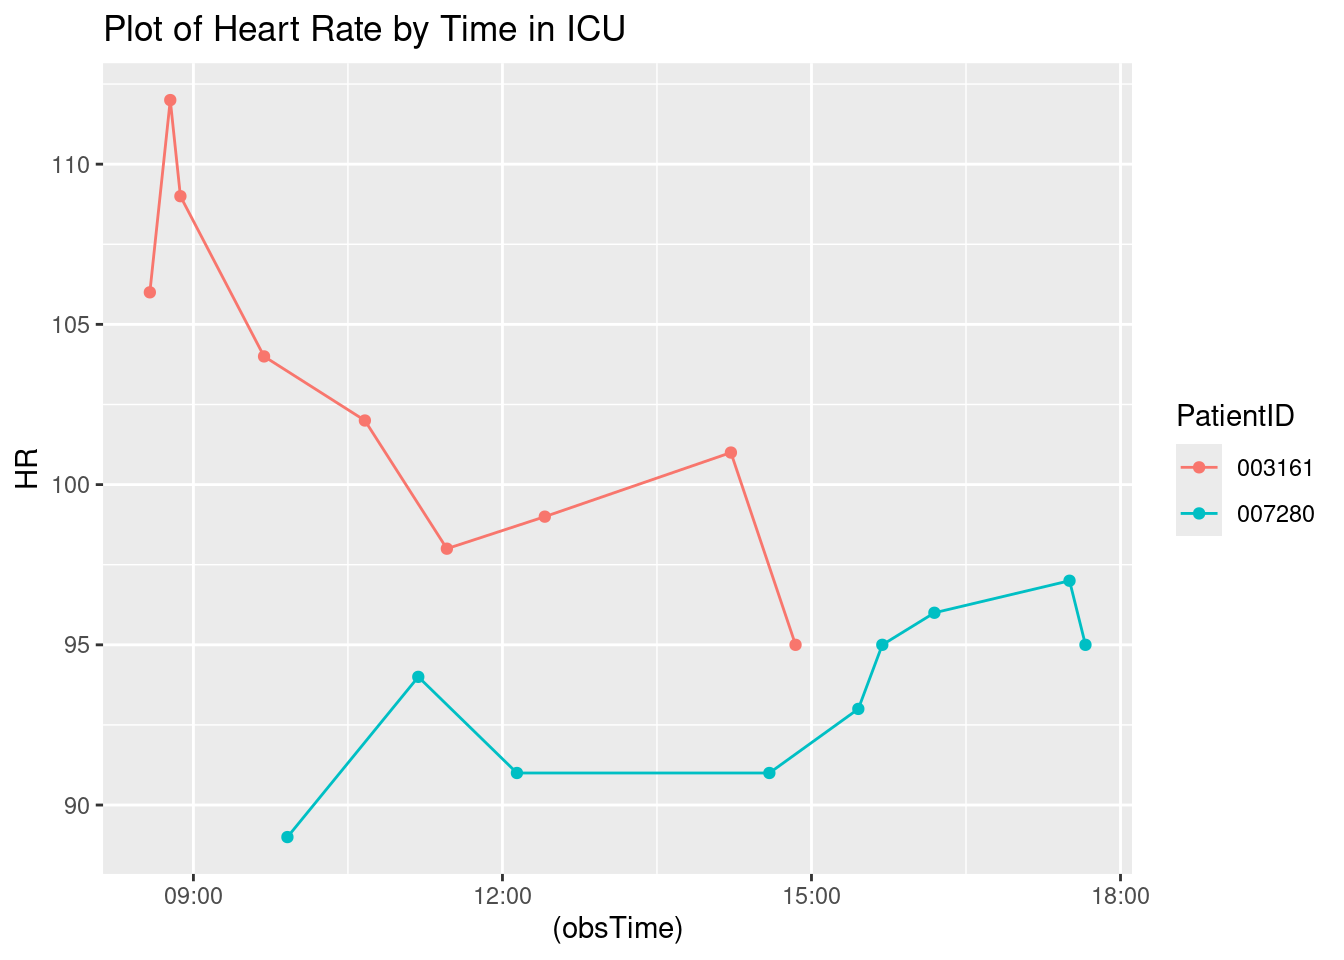 Plot of Heart Rate by Time in ICU
HR
110
105
100
95
90
09:00 12:00 15:00 18:00
(obsTime)
PatientID
003161
007280